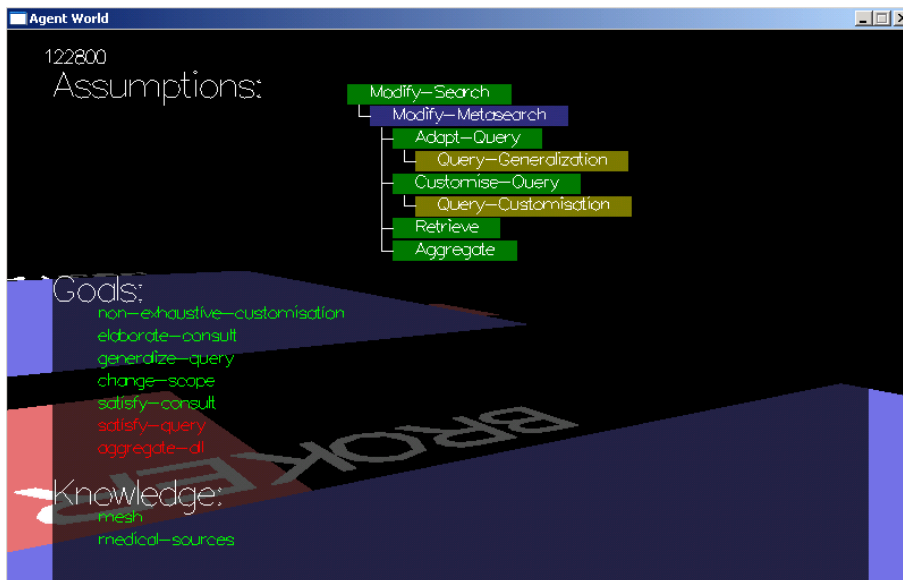 Agent World
122800
Assumptions:
Modify-Search
Modify-Metasearch
Adapt-Query
Query-Generalization
Customise-Query
Query-Customisation
Retrieve
Aggregate
Goals:
non-exhaustive-customisation
elaborate-consult
generalize-query
change-scope
satisfy-consult
satisfy-query
aggregate-all
BROKER
Knowledge:
mesh
medical-sources